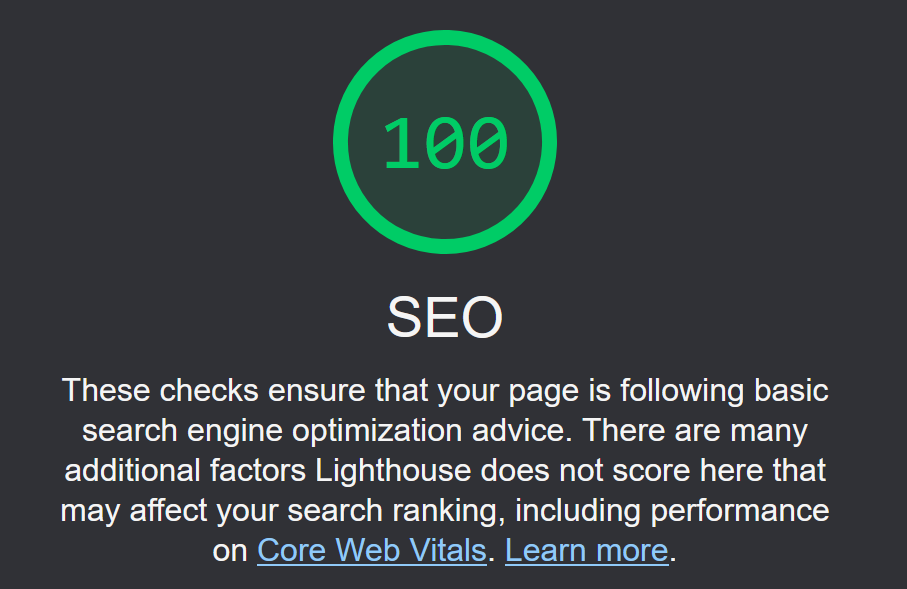 100
SEO
These checks ensure that your page is following basic
search engine optimization advice. There are many
additional factors Lighthouse does not score here that
may affect your search ranking, including performance
on Core Web Vitals. Learn more.